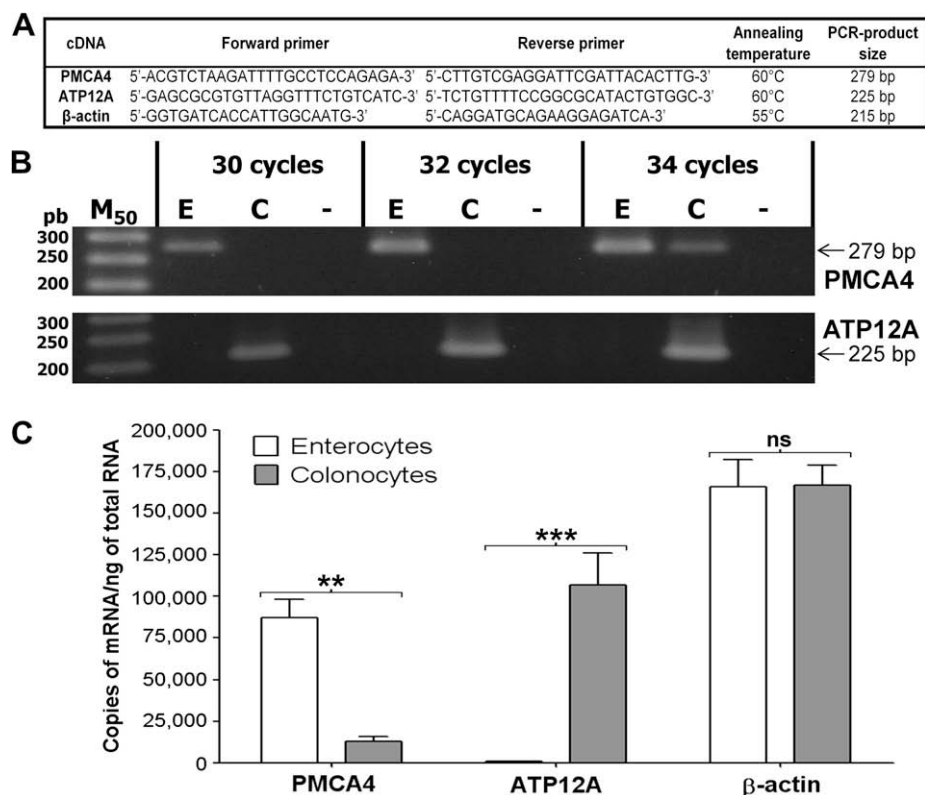 A
cDNA Forward primer Reverse primer Annealing temperature PCR-product size
PMCA4 5'-ACGTCTAAGATTTTGCCTCCAGAGA-3' 5'-CTTGTCGAGGATTCGATTACACTTG-3' 60°C 279 bp
ATP12A 5'-GAGCGCGTGTTAGGTTTCTGTCATC-3' 5'-TCTGTTTTCCGGCGCATACTGTGGC-3' 60°C 225 bp
β-actin 5'-GGTGATCACCATTGGCAATG-3' 5'-CAGGATGCAGAAGGAGATCA-3' 55°C 215 bp
B
30 cycles 32 cycles 34 cycles
pb M50 E C - E C - E C -
300
250
200
←279 bp
PMCA4
300
250
200
ATP12A
←225 bp
C
Copies of mRNA/ng of total RNA
200,000
175,000
150,000
125,000
100,000
75,000
50,000
25,000
0
Enterocytes
Colonocytes
**
***
ns
PMCA4 ATP12A β-actin